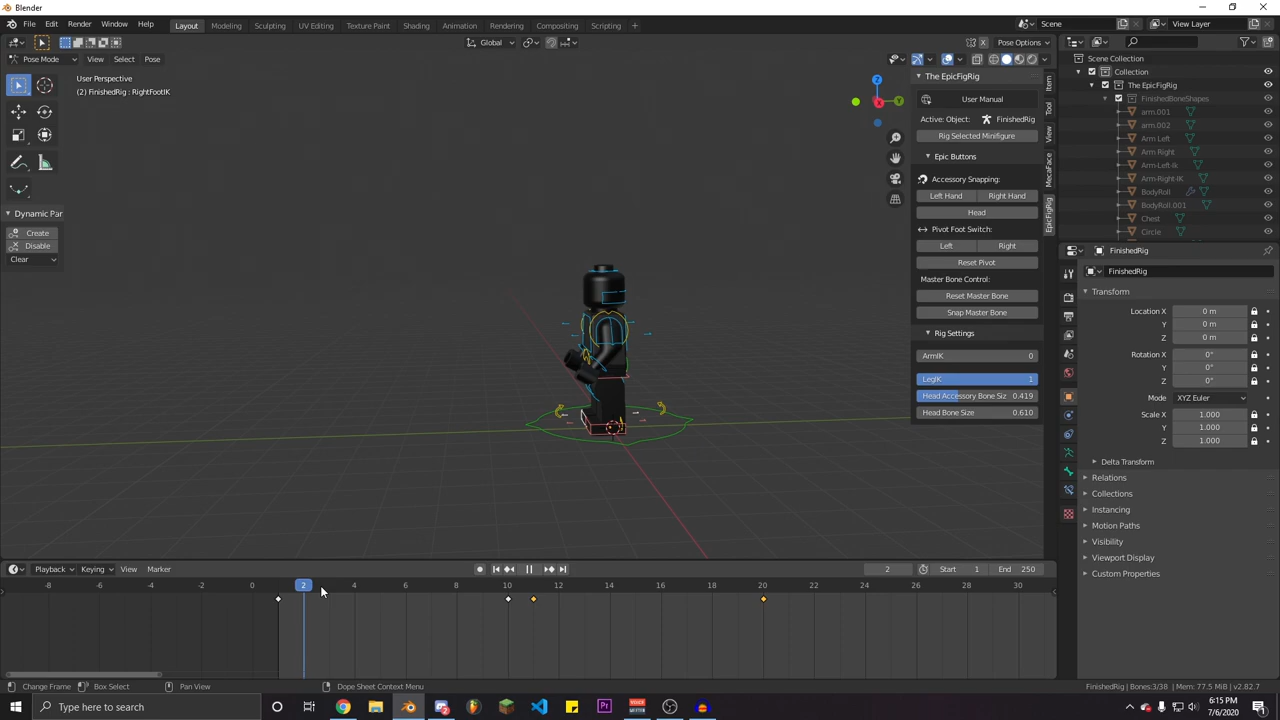 Blender
File Edit Render Window Help
Layout Modeling Sculpting UV Editing Texture Paint Shading Animation Rendering Compositing Scripting +
Scene
View Layer
Global
Pose Options
Pose Mode View Select Pose
User Perspective
(2) FinishedRig : RightFootIK
Dynamic Par
Create
Disable
Clear
Z
Y
X
The EpicFigRig
User Manual
Active: Object: FinishedRig
Rig Selected Minifigure
Epic Buttons
Accessory Snapping:
Left Hand Right Hand
Head
Pivot Foot Switch:
Left Right
Reset Pivot
Master Bone Control:
Reset Master Bone
Snap Master Bone
Rig Settings
ArmIK 0
LegIK 1
Head Accessory Bone Siz 0.419
Head Bone Size 0.610
Item
Tool
View
MecaFace
EpicFigRig
Scene Collection
Collection
The EpicFigRig
FinishedBoneShapes
arm.001
arm.002
Arm Left
Arm Right
Arm-Left-Ik
Arm-Right-IK
BodyRoll
BodyRoll.001
Chest
Circle
FinishedRig
FinishedRig
Transform
Location X 0 m
Y 0 m
Z 0 m
Rotation X 0°
Y 0°
Z 0°
Mode XYZ Euler
Scale X 1.000
Y 1.000
Z 1.000
Delta Transform
Relations
Collections
Instancing
Motion Paths
Visibility
Viewport Display
Custom Properties
Playback Keying View Marker
2 Start 1 End 250
-8 -6 -4 -2 0 2 4 6 8 10 12 14 16 18 20 22 24 26 28 30
Change Frame Box Select Pan View Dope Sheet Context Menu
FinishedRig | Bones:3/38 | Mem: 77.5 MiB | v2.82.7
Type here to search
Pr
6:15 PM
7/6/2020